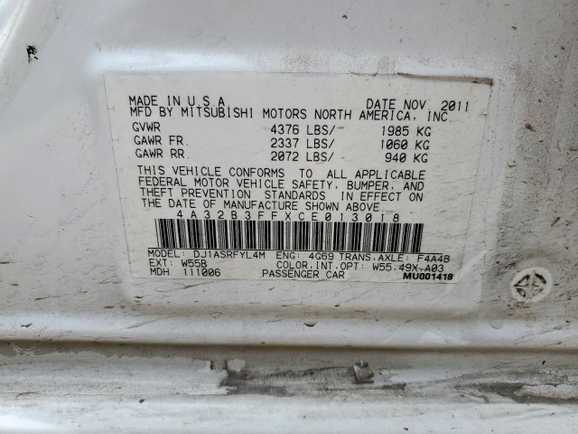 MADE IN U.S.A DATE NOV 2011
MFD BY MITSUBISHI MOTORS NORTH AMERICA, INC.
GVWR 4376 LBS/ 1985 KG
GAWR FR. 2337 LBS/ 1060 KG
GAWR RR. 2072 LBS/ 940 KG
THIS VEHICLE CONFORMS TO ALL APPLICABLE
FEDERAL MOTOR VEHICLE SAFETY, BUMPER, AND
THEFT PREVENTION STANDARDS IN EFFECT ON
THE DATE OF MANUFACTURE SHOWN ABOVE.
4A32B3FFXCE013018
MODEL: DJ1ASRFYL4M ENG: 4G69 TRANS.AXLE: F4A4B
EXT: W55B COLOR.INT.OPT: W55.49X.A03
MDH 111006 PASSENGER CAR MU001418